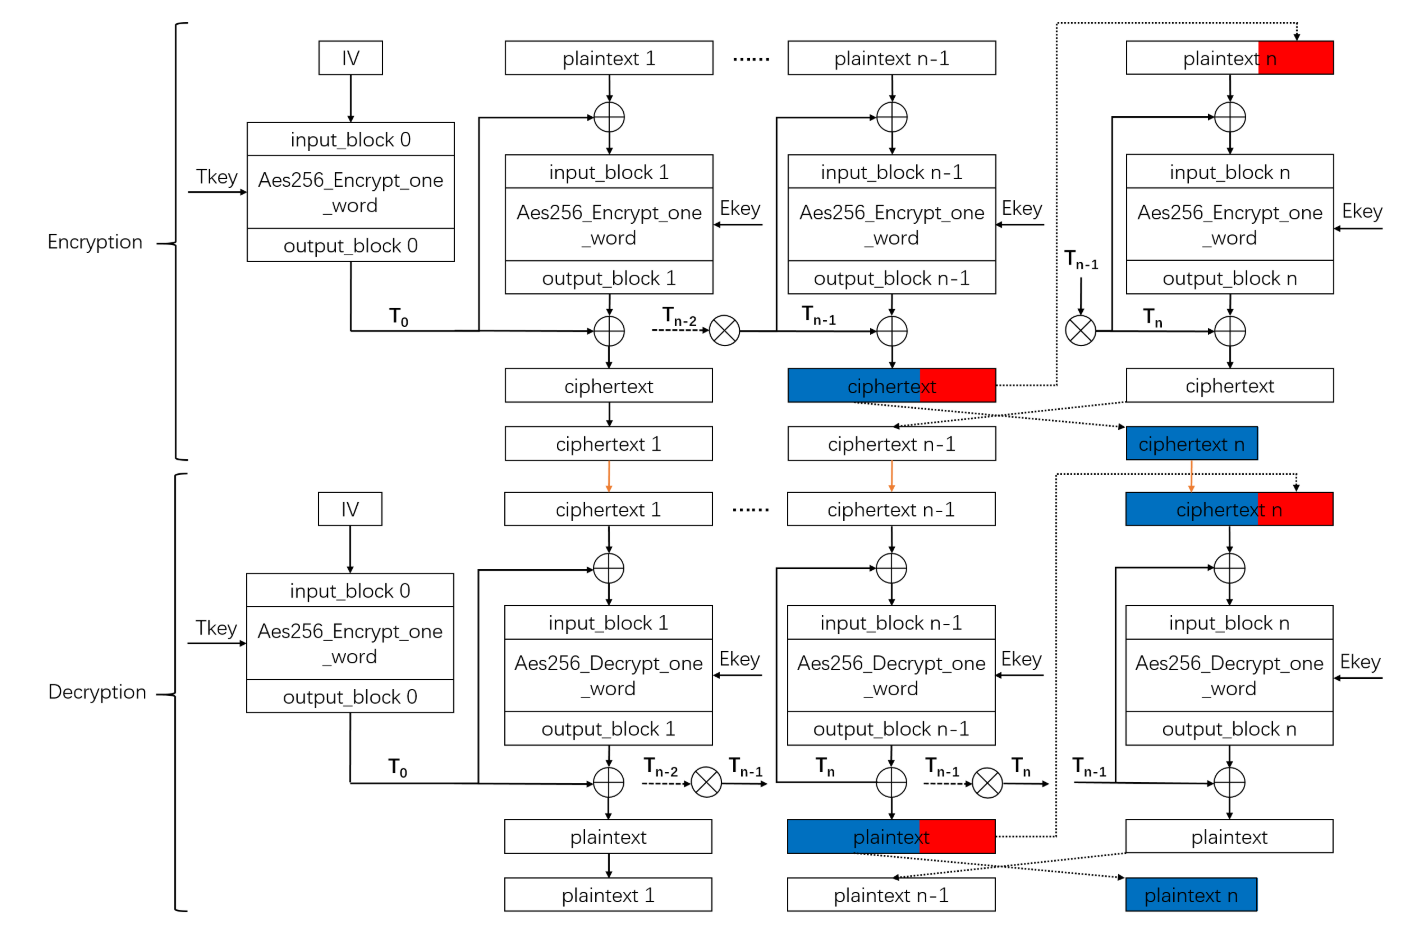 IV
plaintext 1
······
plaintext n-1
plaintext n
input_block 0
Tkey
Aes256_Encrypt_one
_word
output_block 0
input_block 1
Aes256_Encrypt_one
_word
Ekey
output_block 1
input_block n-1
Aes256_Encrypt_one
_word
Ekey
output_block n-1
input_block n
Aes256_Encrypt_one
_word
Ekey
output_block n
Encryption
T0
Tn-2
Tn-1
Tn-1
Tn
ciphertext
ciphertext
ciphertext
ciphertext 1
ciphertext n-1
ciphertext n
IV
ciphertext 1
······
ciphertext n-1
ciphertext n
input_block 0
Tkey
Aes256_Encrypt_one
_word
output_block 0
input_block 1
Aes256_Decrypt_one
_word
Ekey
output_block 1
input_block n-1
Aes256_Decrypt_one
_word
Ekey
output_block n-1
input_block n
Aes256_Decrypt_one
_word
Ekey
output_block n
Decryption
T0
Tn-2
Tn-1
Tn
Tn-1
Tn
Tn-1
plaintext
plaintext
plaintext
plaintext 1
plaintext n-1
plaintext n